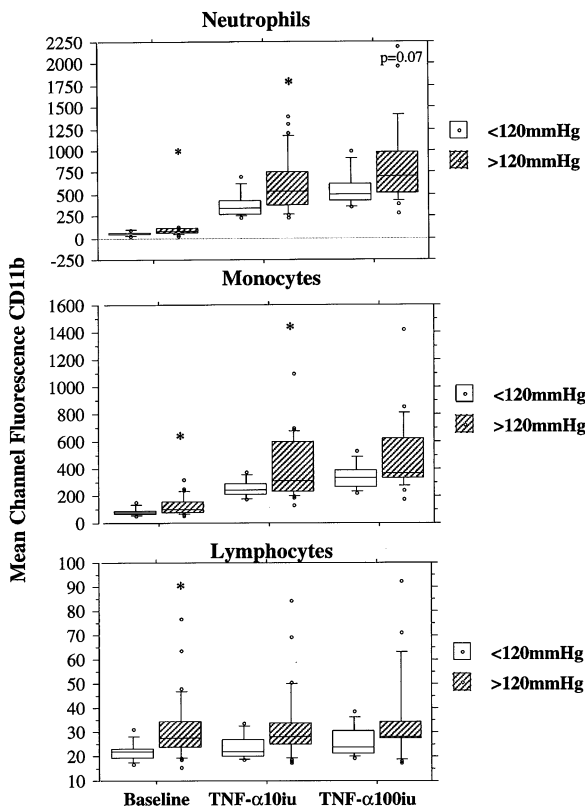 Neutrophils
2250
2000
1750
1500
1250
1000
750
500
250
0
-250
*
*
p=0.07
<120mmHg
>120mmHg
Mean Channel Fluorescence CD11b
Monocytes
1600
1400
1200
1000
800
600
400
200
0
*
*
<120mmHg
>120mmHg
Lymphocytes
100
90
80
70
60
50
40
30
20
10
*
<120mmHg
>120mmHg
Baseline TNF-α10iu TNF-α100iu